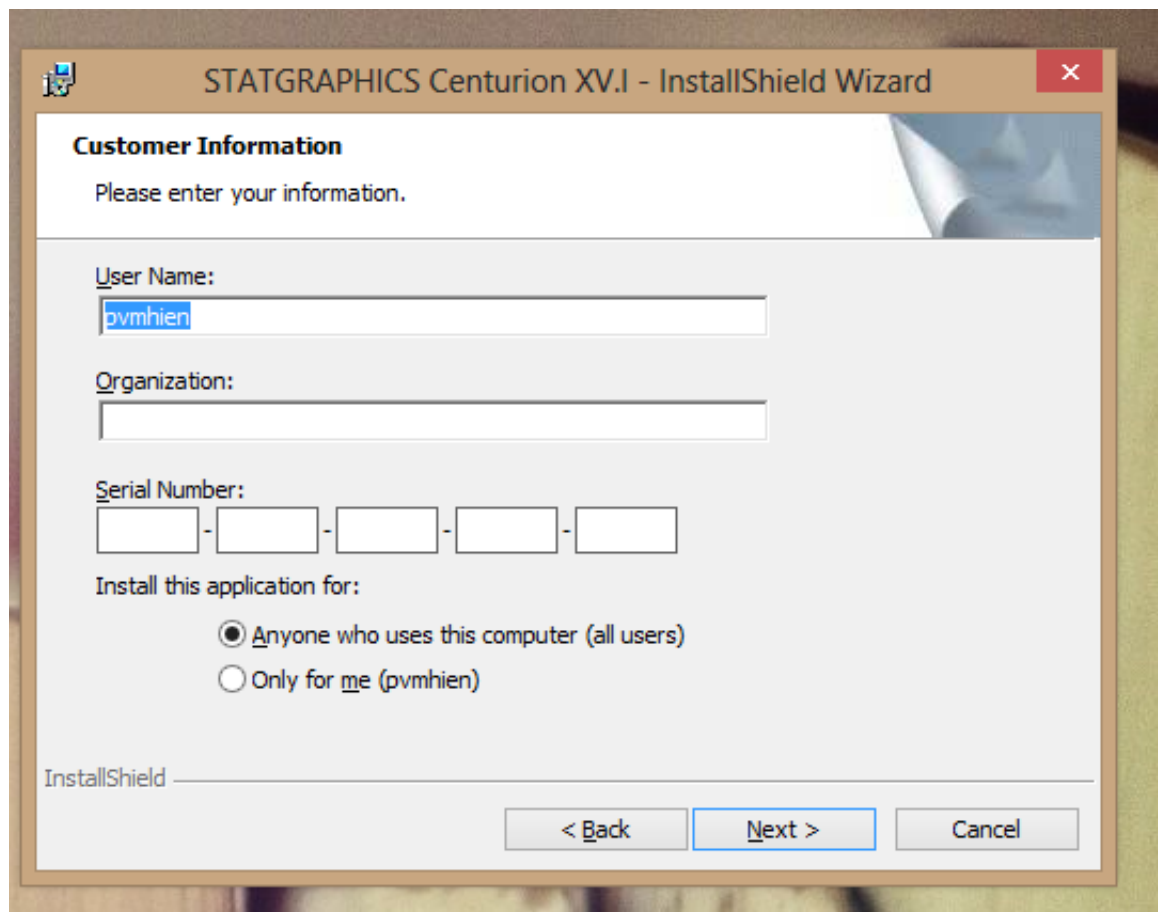 STATGRAPHICS Centurion XV.I - InstallShield Wizard
Customer Information
Please enter your information.
User Name:
pvmhien
Organization:
Serial Number:
- - - -
Install this application for:
Anyone who uses this computer (all users)
Only for me (pvmhien)
InstallShield
< Back Next > Cancel